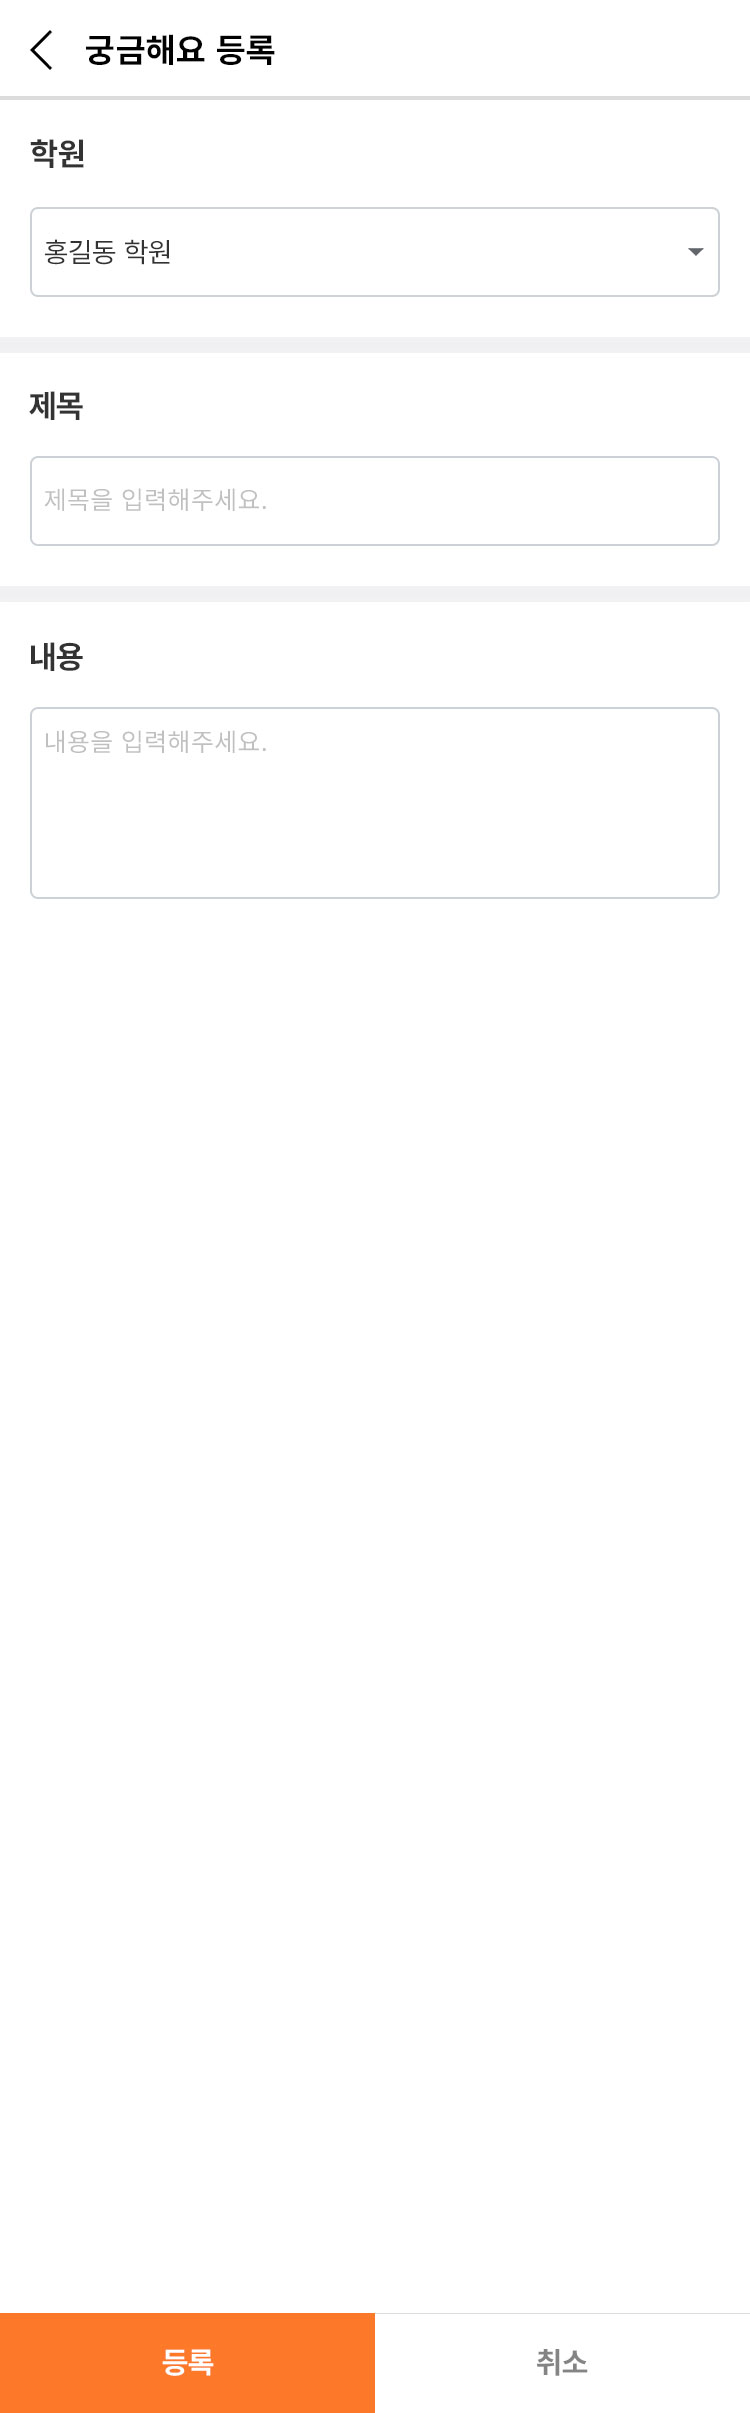 궁금해요 등록
학원
홍길동 학원
제목
제목을 입력해주세요.
내용
내용을 입력해주세요.
등록
취소